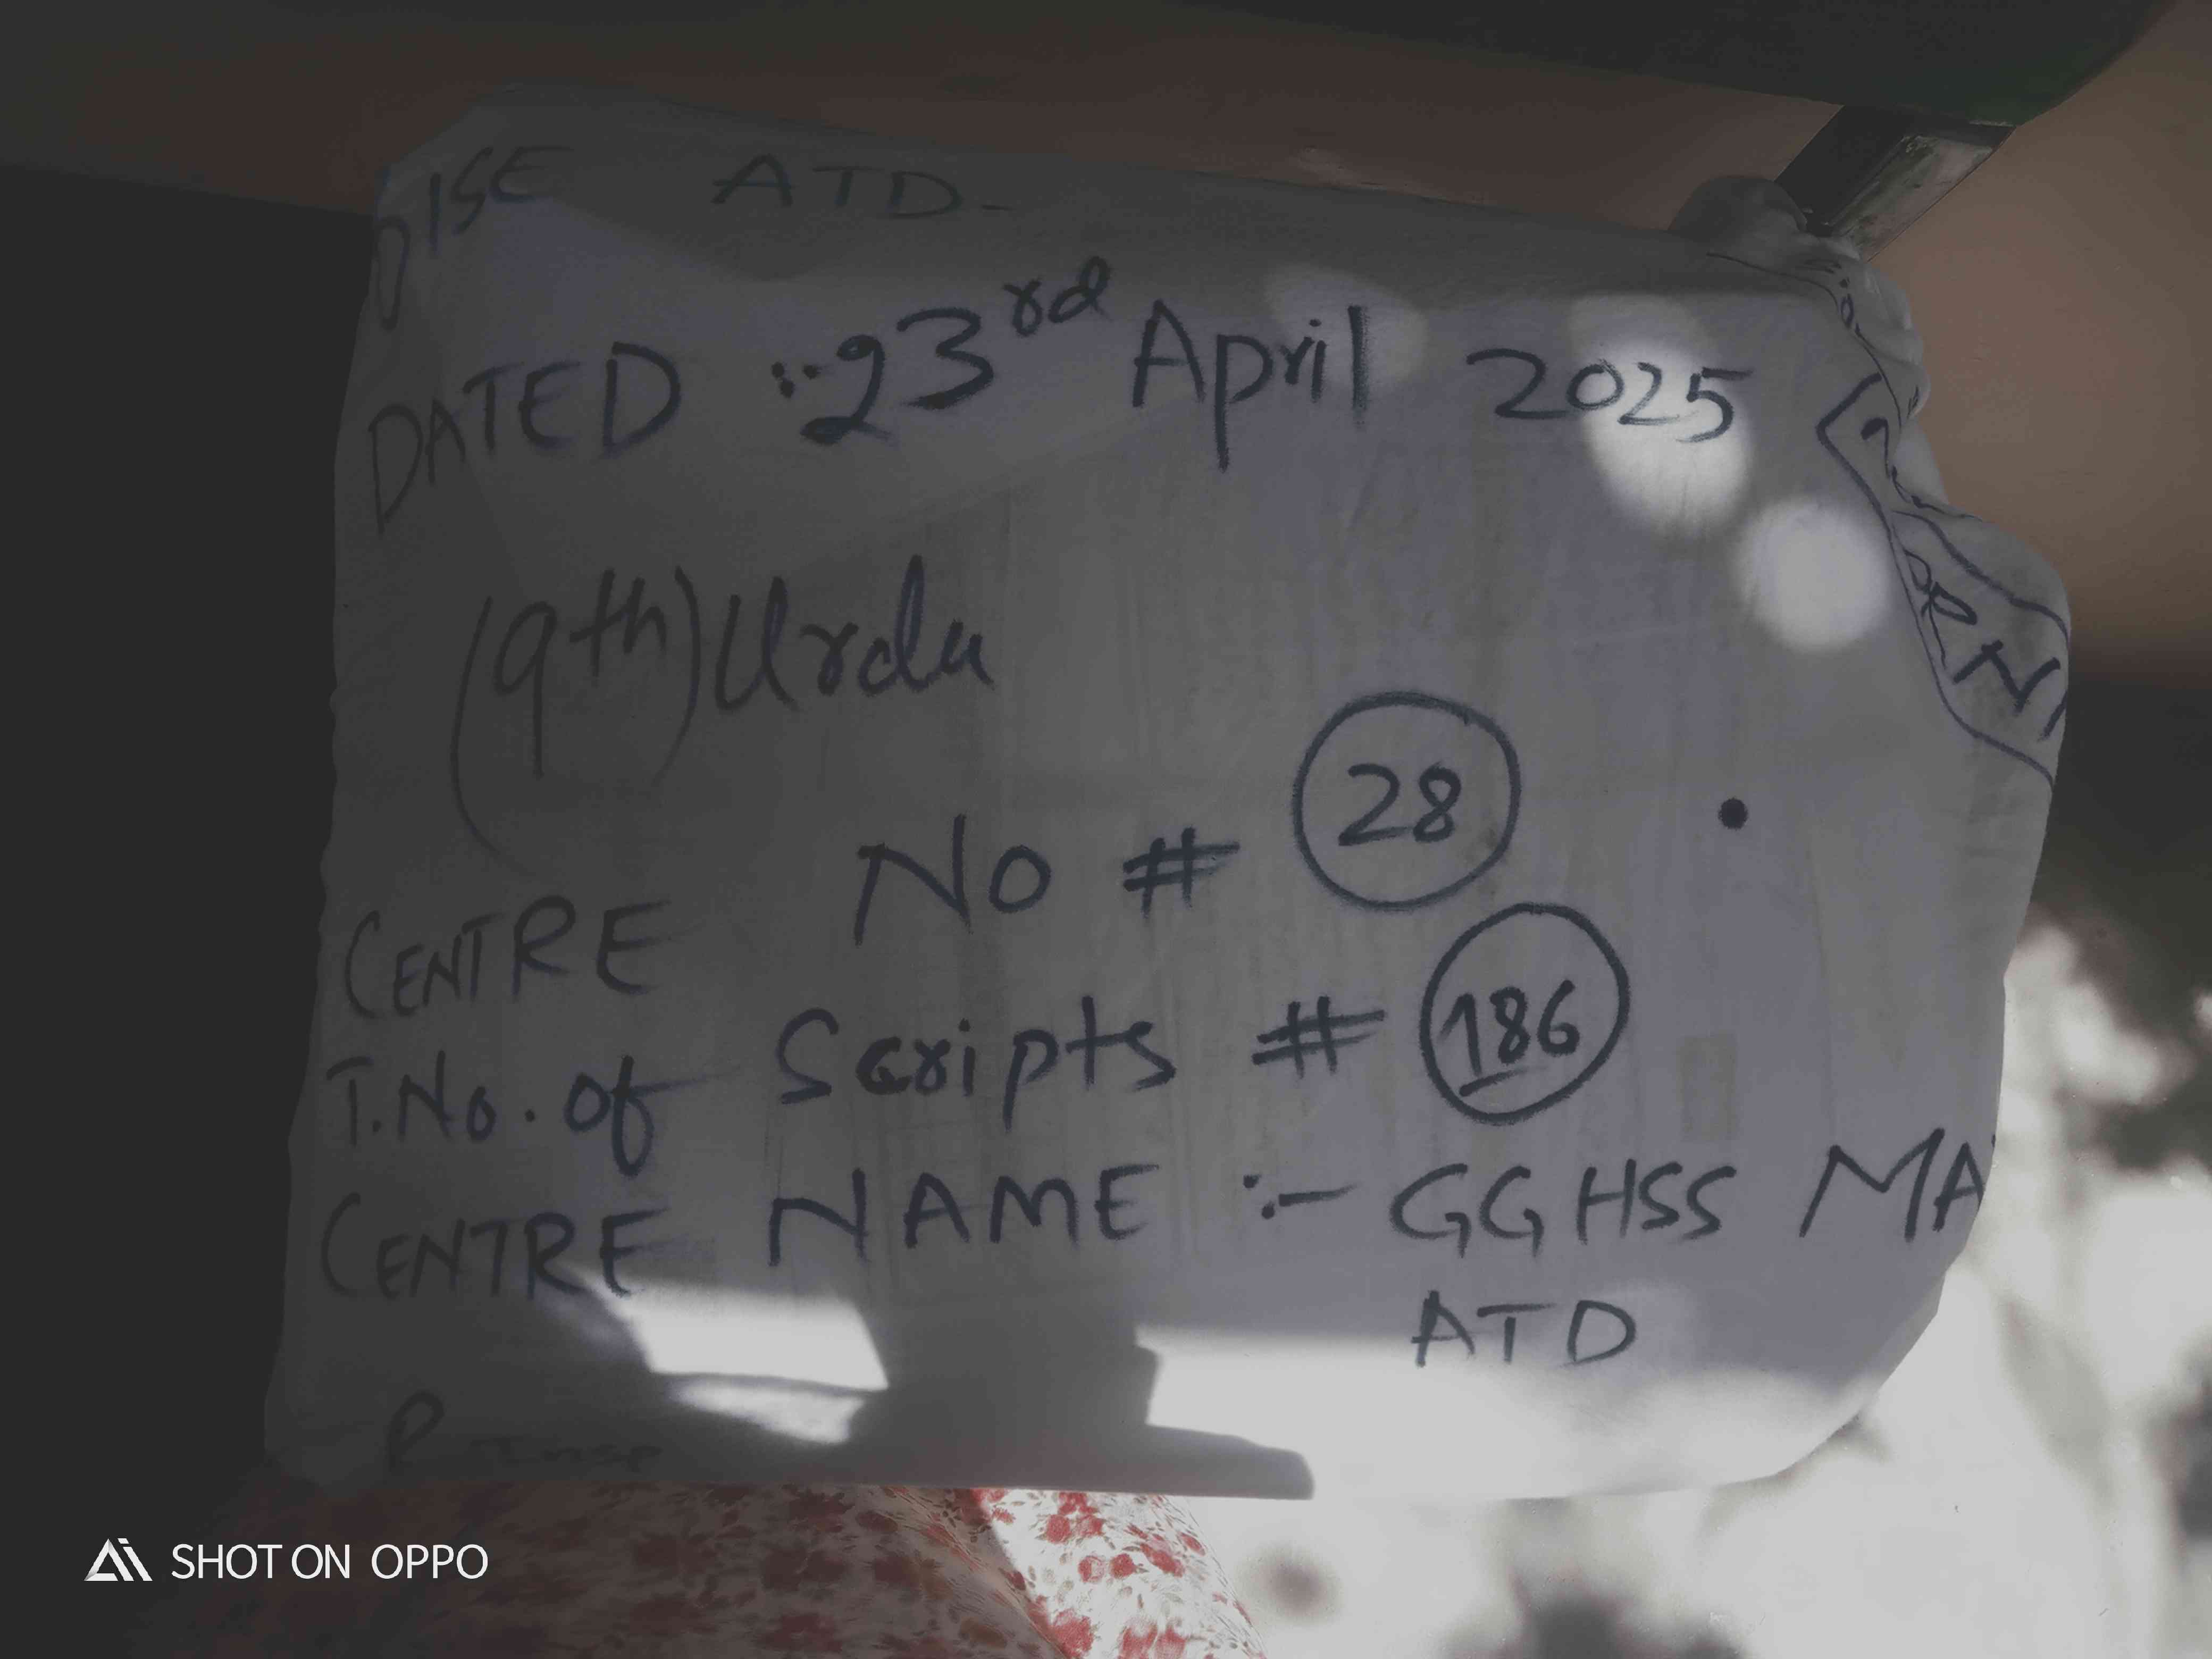 BISE ATD-
DATED :- 23rd April 2025
(9th) Urdu
CENTRE No # 28
T.No. of Scripts # 186
CENTRE NAME :- GGHSS MA
ATD
SHOT ON OPPO